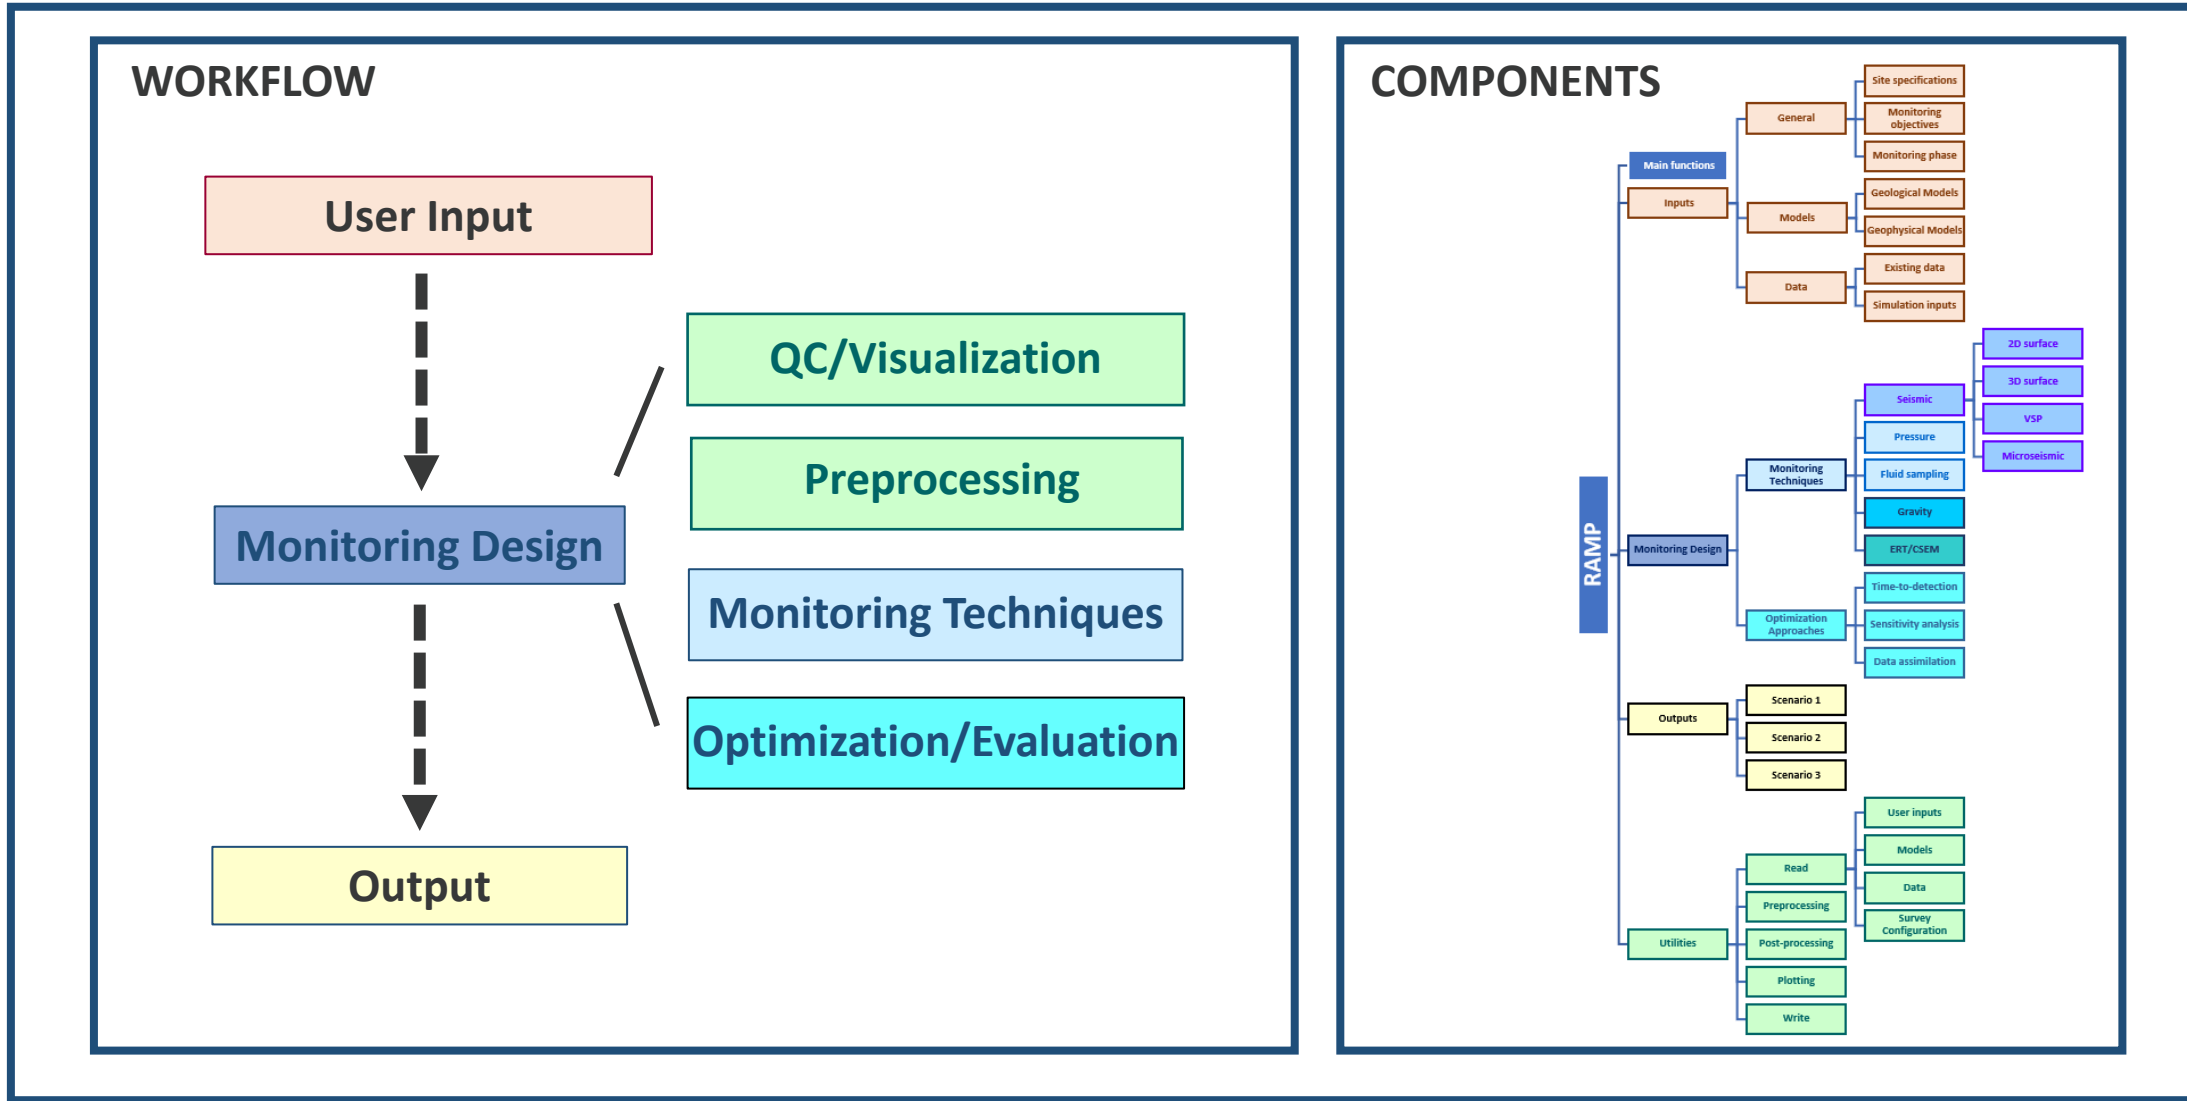 WORKFLOW
User Input
Monitoring Design
Output
QC/Visualization
Preprocessing
Monitoring Techniques
Optimization/Evaluation
COMPONENTS
RAMP
Main functions
Inputs
General
Site specifications
Monitoring
objectives
Monitoring phase
Models
Geological Models
Geophysical Models
Data
Existing data
Simulation inputs
Monitoring Design
Monitoring
Techniques
Seismic
2D surface
3D surface
VSP
Microseismic
Pressure
Fluid sampling
Gravity
ERT/CSEM
Optimization
Approaches
Time-to-detection
Sensitivity analysis
Data assimilation
Outputs
Scenario 1
Scenario 2
Scenario 3
Utilities
Read
User inputs
Models
Data
Survey
Configuration
Preprocessing
Post-processing
Plotting
Write